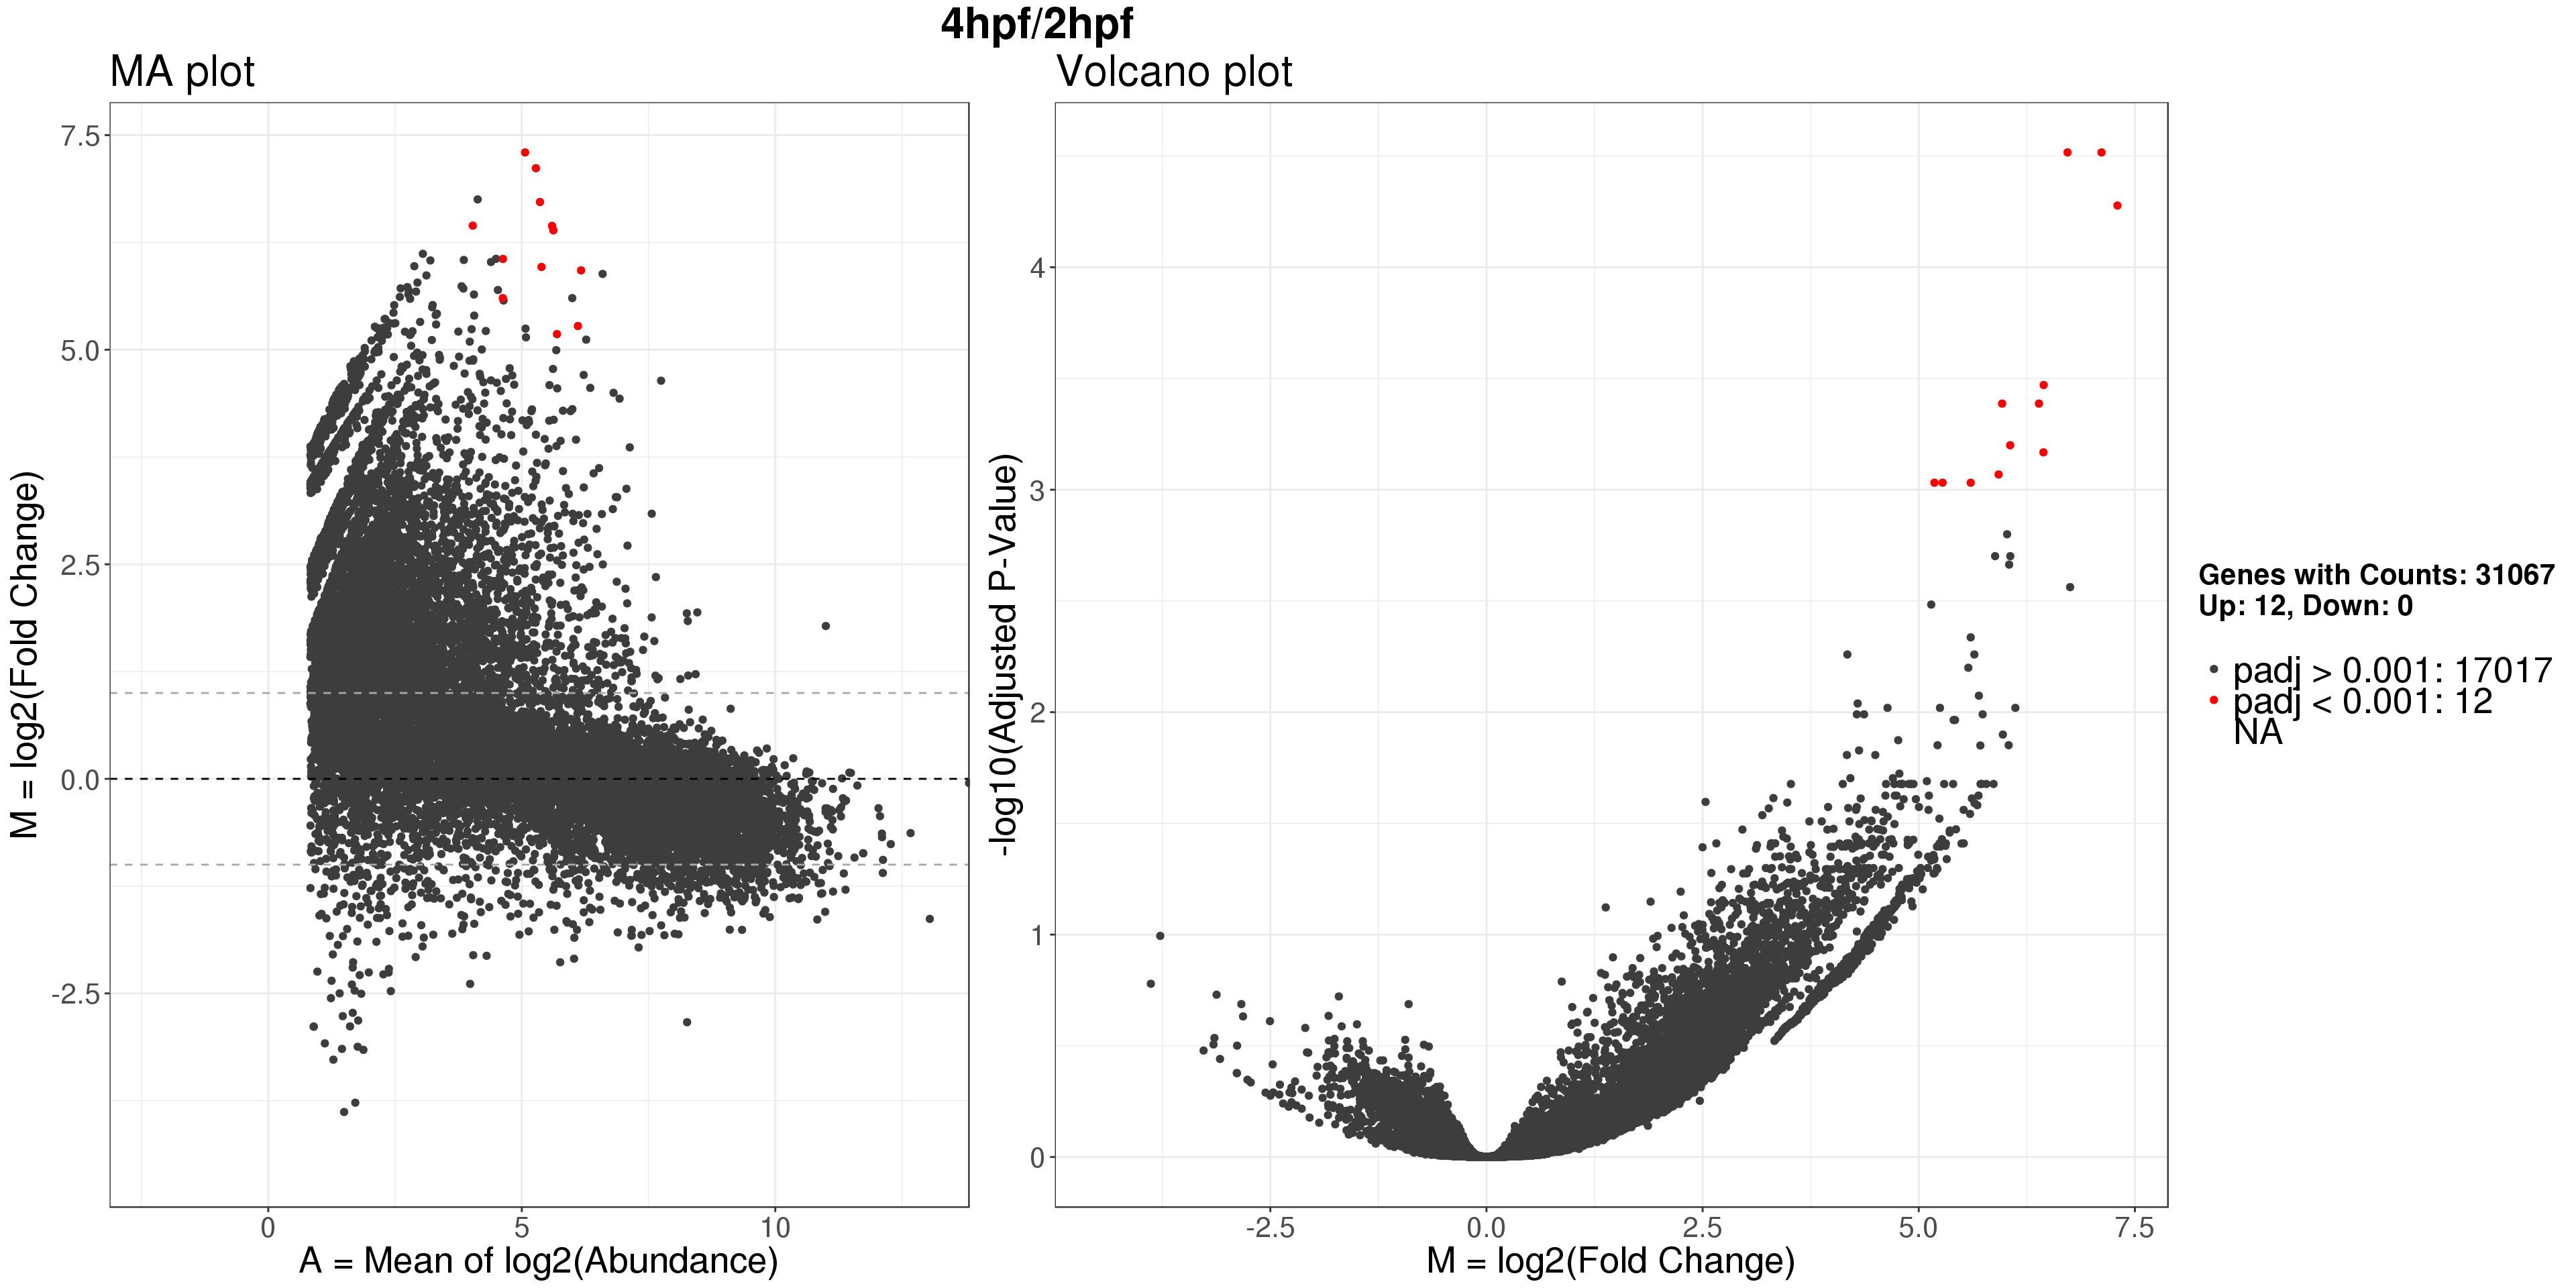 4hpf/2hpf
MA plot
7.5
5.0
2.5
0.0
-2.5
M = log2(Fold Change)
0 5 10
A = Mean of log2(Abundance)
Volcano plot
4
3
2
1
0
-log10(Adjusted P-Value)
-2.5 0.0 2.5 5.0 7.5
M = log2(Fold Change)
Genes with Counts: 31067
Up: 12, Down: 0
padj > 0.001: 17017
padj < 0.001: 12
NA